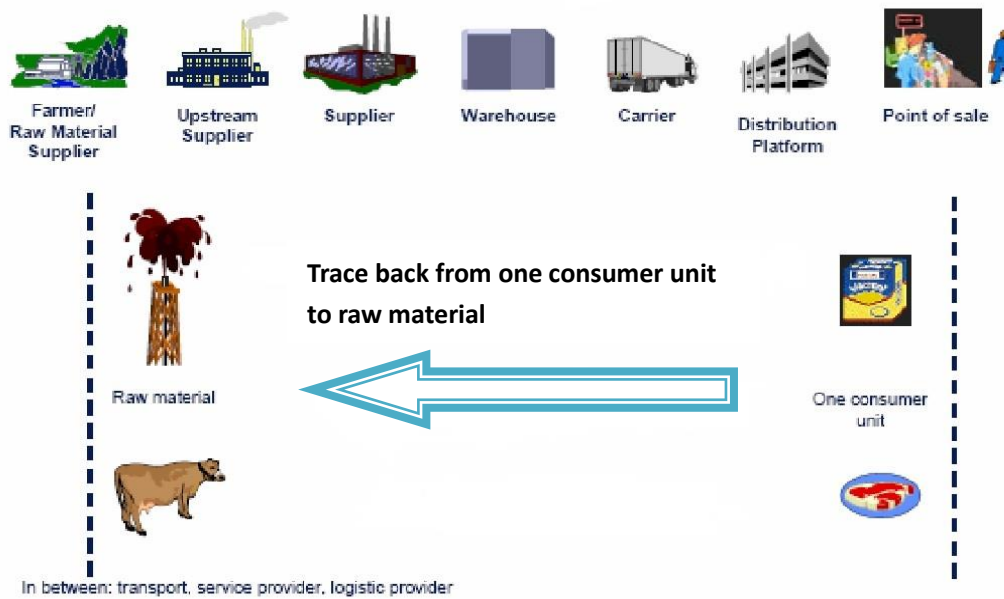 Farmer/
Raw Material
Supplier
Upstream
Supplier
Supplier
Warehouse
Carrier
Distribution
Platform
Point of sale
Trace back from one consumer unit
to raw material
Raw material
One consumer
unit
In between: transport, service provider, logistic provider